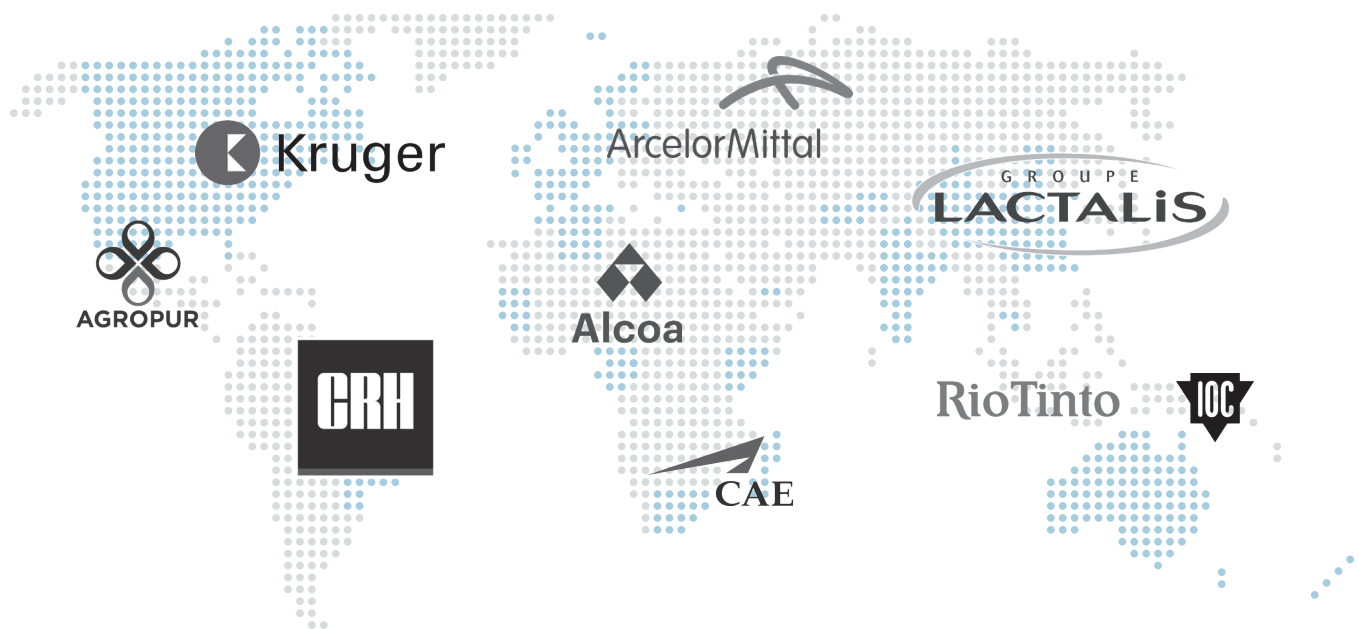 Kruger
ArcelorMittal
GROUPE
LACTALiS
AGROPUR
Alcoa
CRH
RioTinto
IOC
CAE